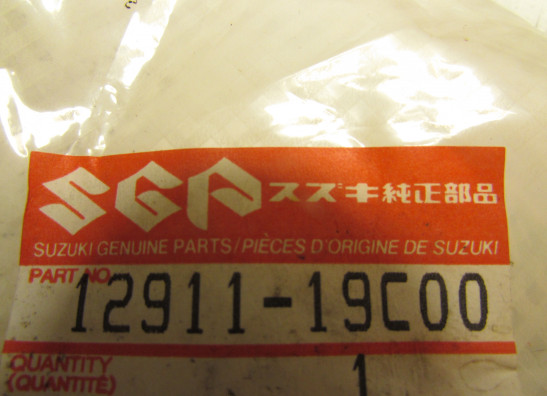 SGP スズキ純正部品
SUZUKI GENUINE PARTS/PIÈCES D'ORIGINE DE SUZUKI
PART NO.
12911-19C00
QUANTITY 1
(QUANTITÉ)